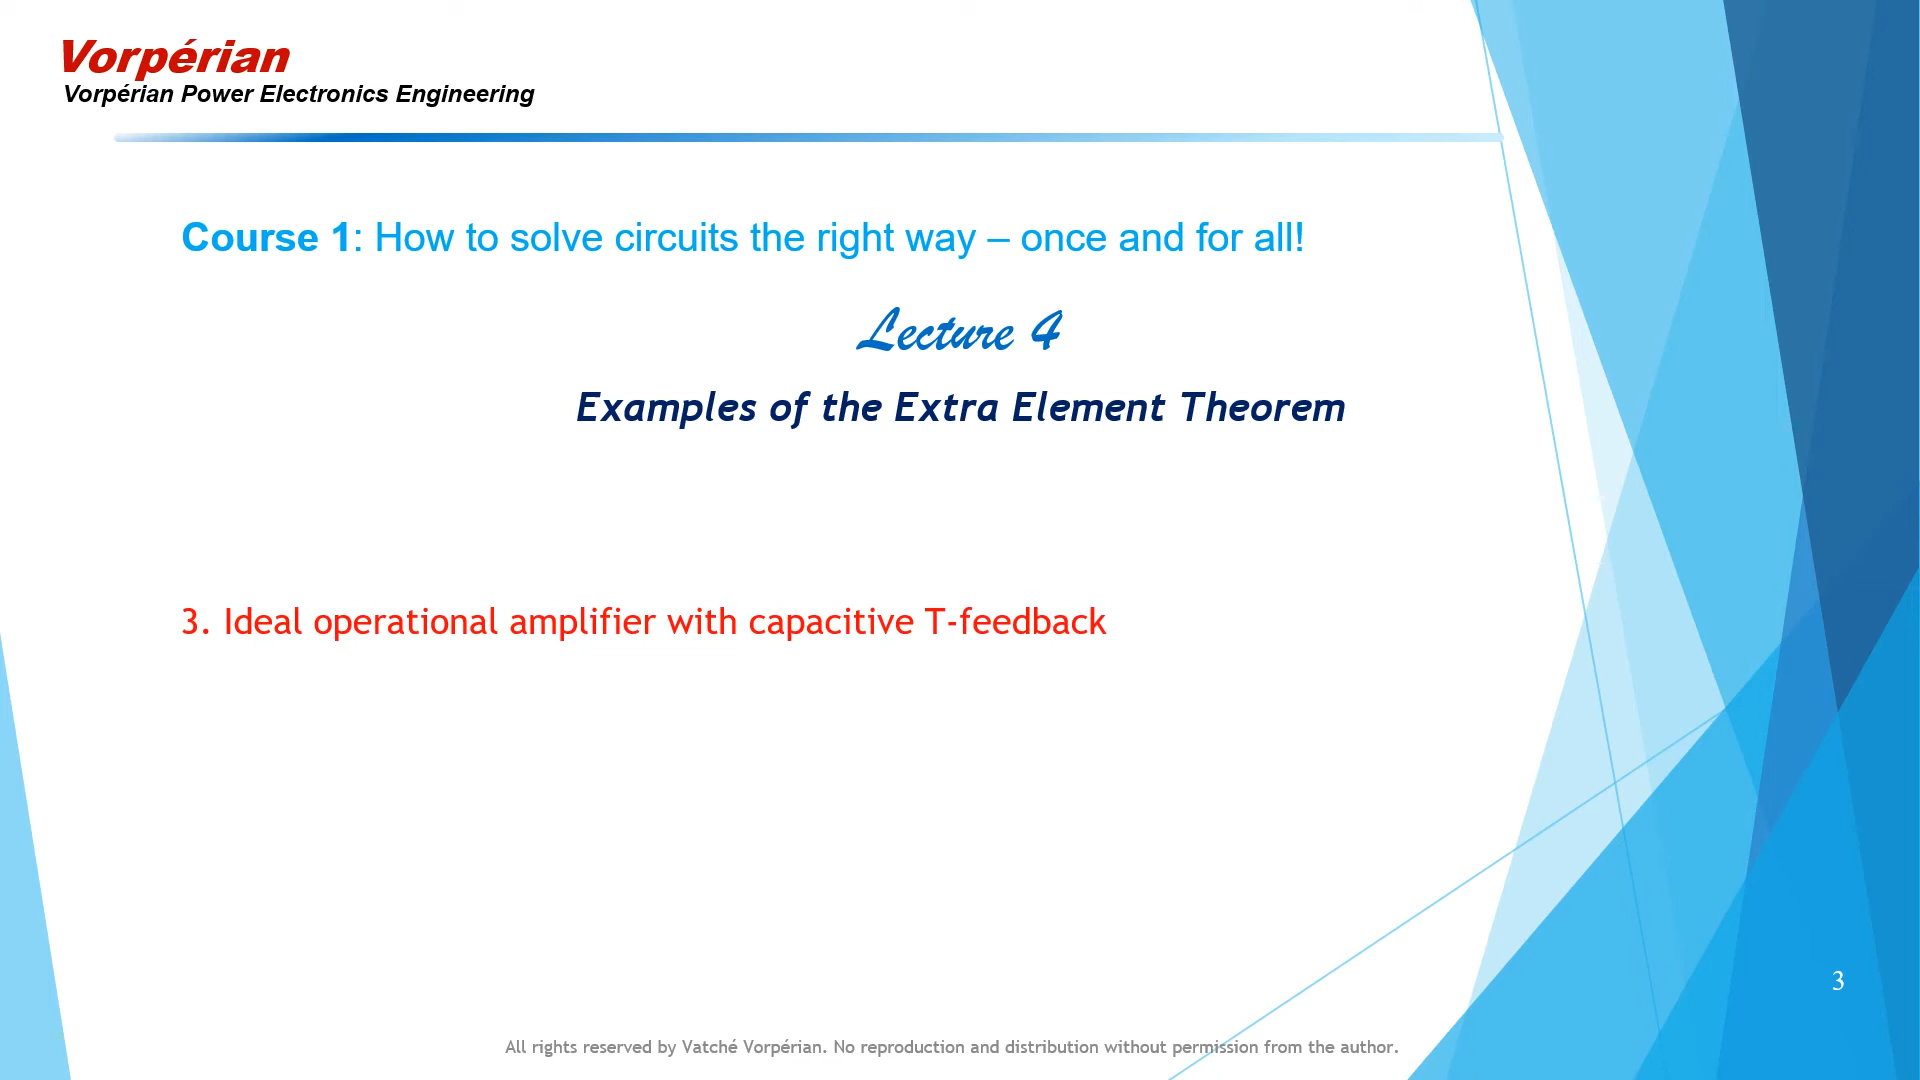 Vorpérian
Vorpérian Power Electronics Engineering
Course 1: How to solve circuits the right way – once and for all!
Lecture 4
Examples of the Extra Element Theorem
3. Ideal operational amplifier with capacitive T-feedback
3
All rights reserved by Vatché Vorpérian. No reproduction and distribution without permission from the author.